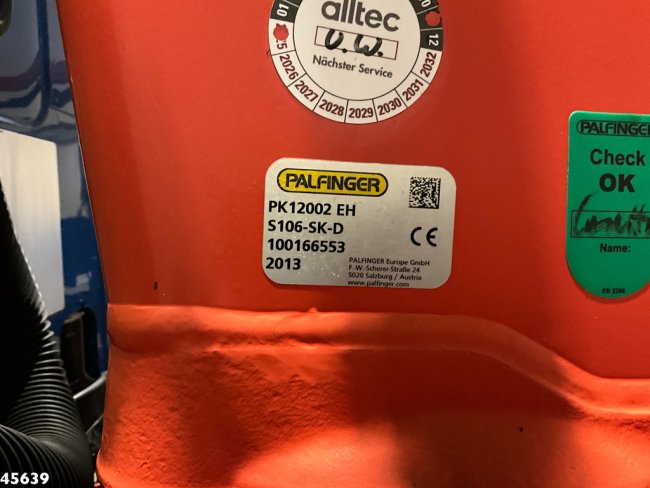 alltec
U.W.
Nächster Service
01
12
2026 2027 2028 2029 2030 2031 2032
PALFINGER
PK12002 EH
S106-SK-D
100166553
2013
CE
PALFINGER Europe GmbH
F.-W.-Scherer-Straße 24
5020 Salzburg / Austria
www.palfinger.com
PALFINGER
Check
OK
Name:
45639